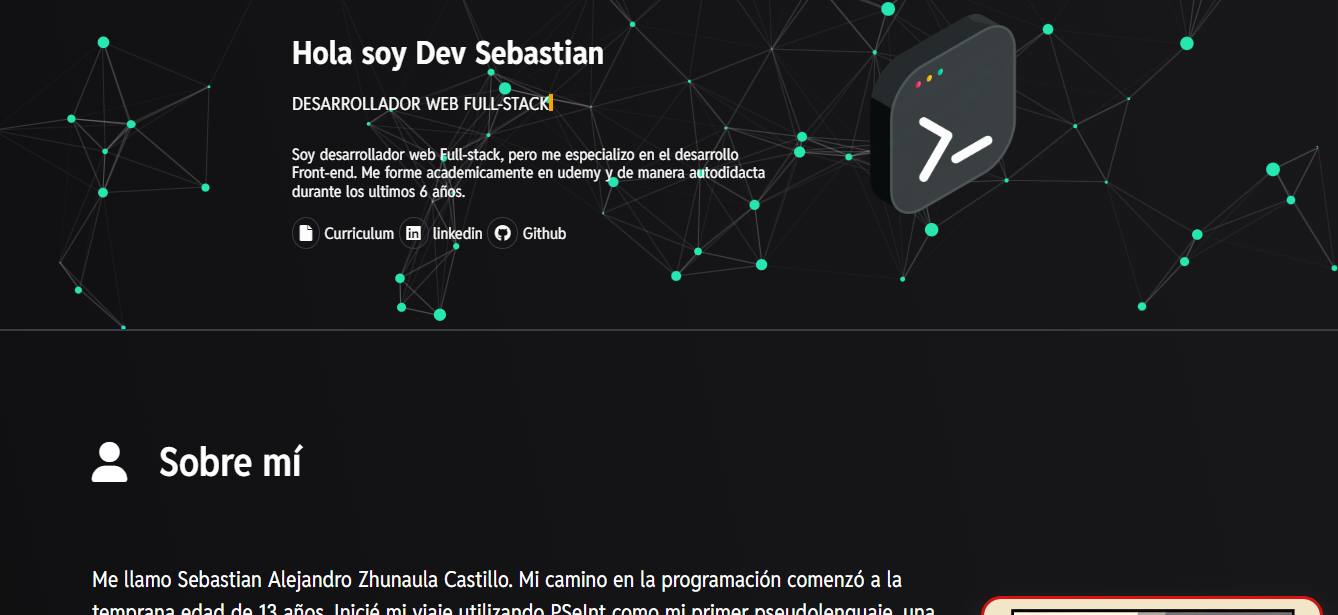 Hola soy Dev Sebastian
DESARROLLADOR WEB FULL-STACK
Soy desarrollador web Full-stack, pero me especializo en el desarrollo
Front-end. Me forme academicamente en udemy y de manera autodidacta
durante los ultimos 6 años.
Curriculum linkedin Github
Sobre mí
Me llamo Sebastian Alejandro Zhunaula Castillo. Mi camino en la programación comenzó a la
temprana edad de 13 años. Inicié mi viaje utilizando PSeInt como mi primer pseudolenguaje, una